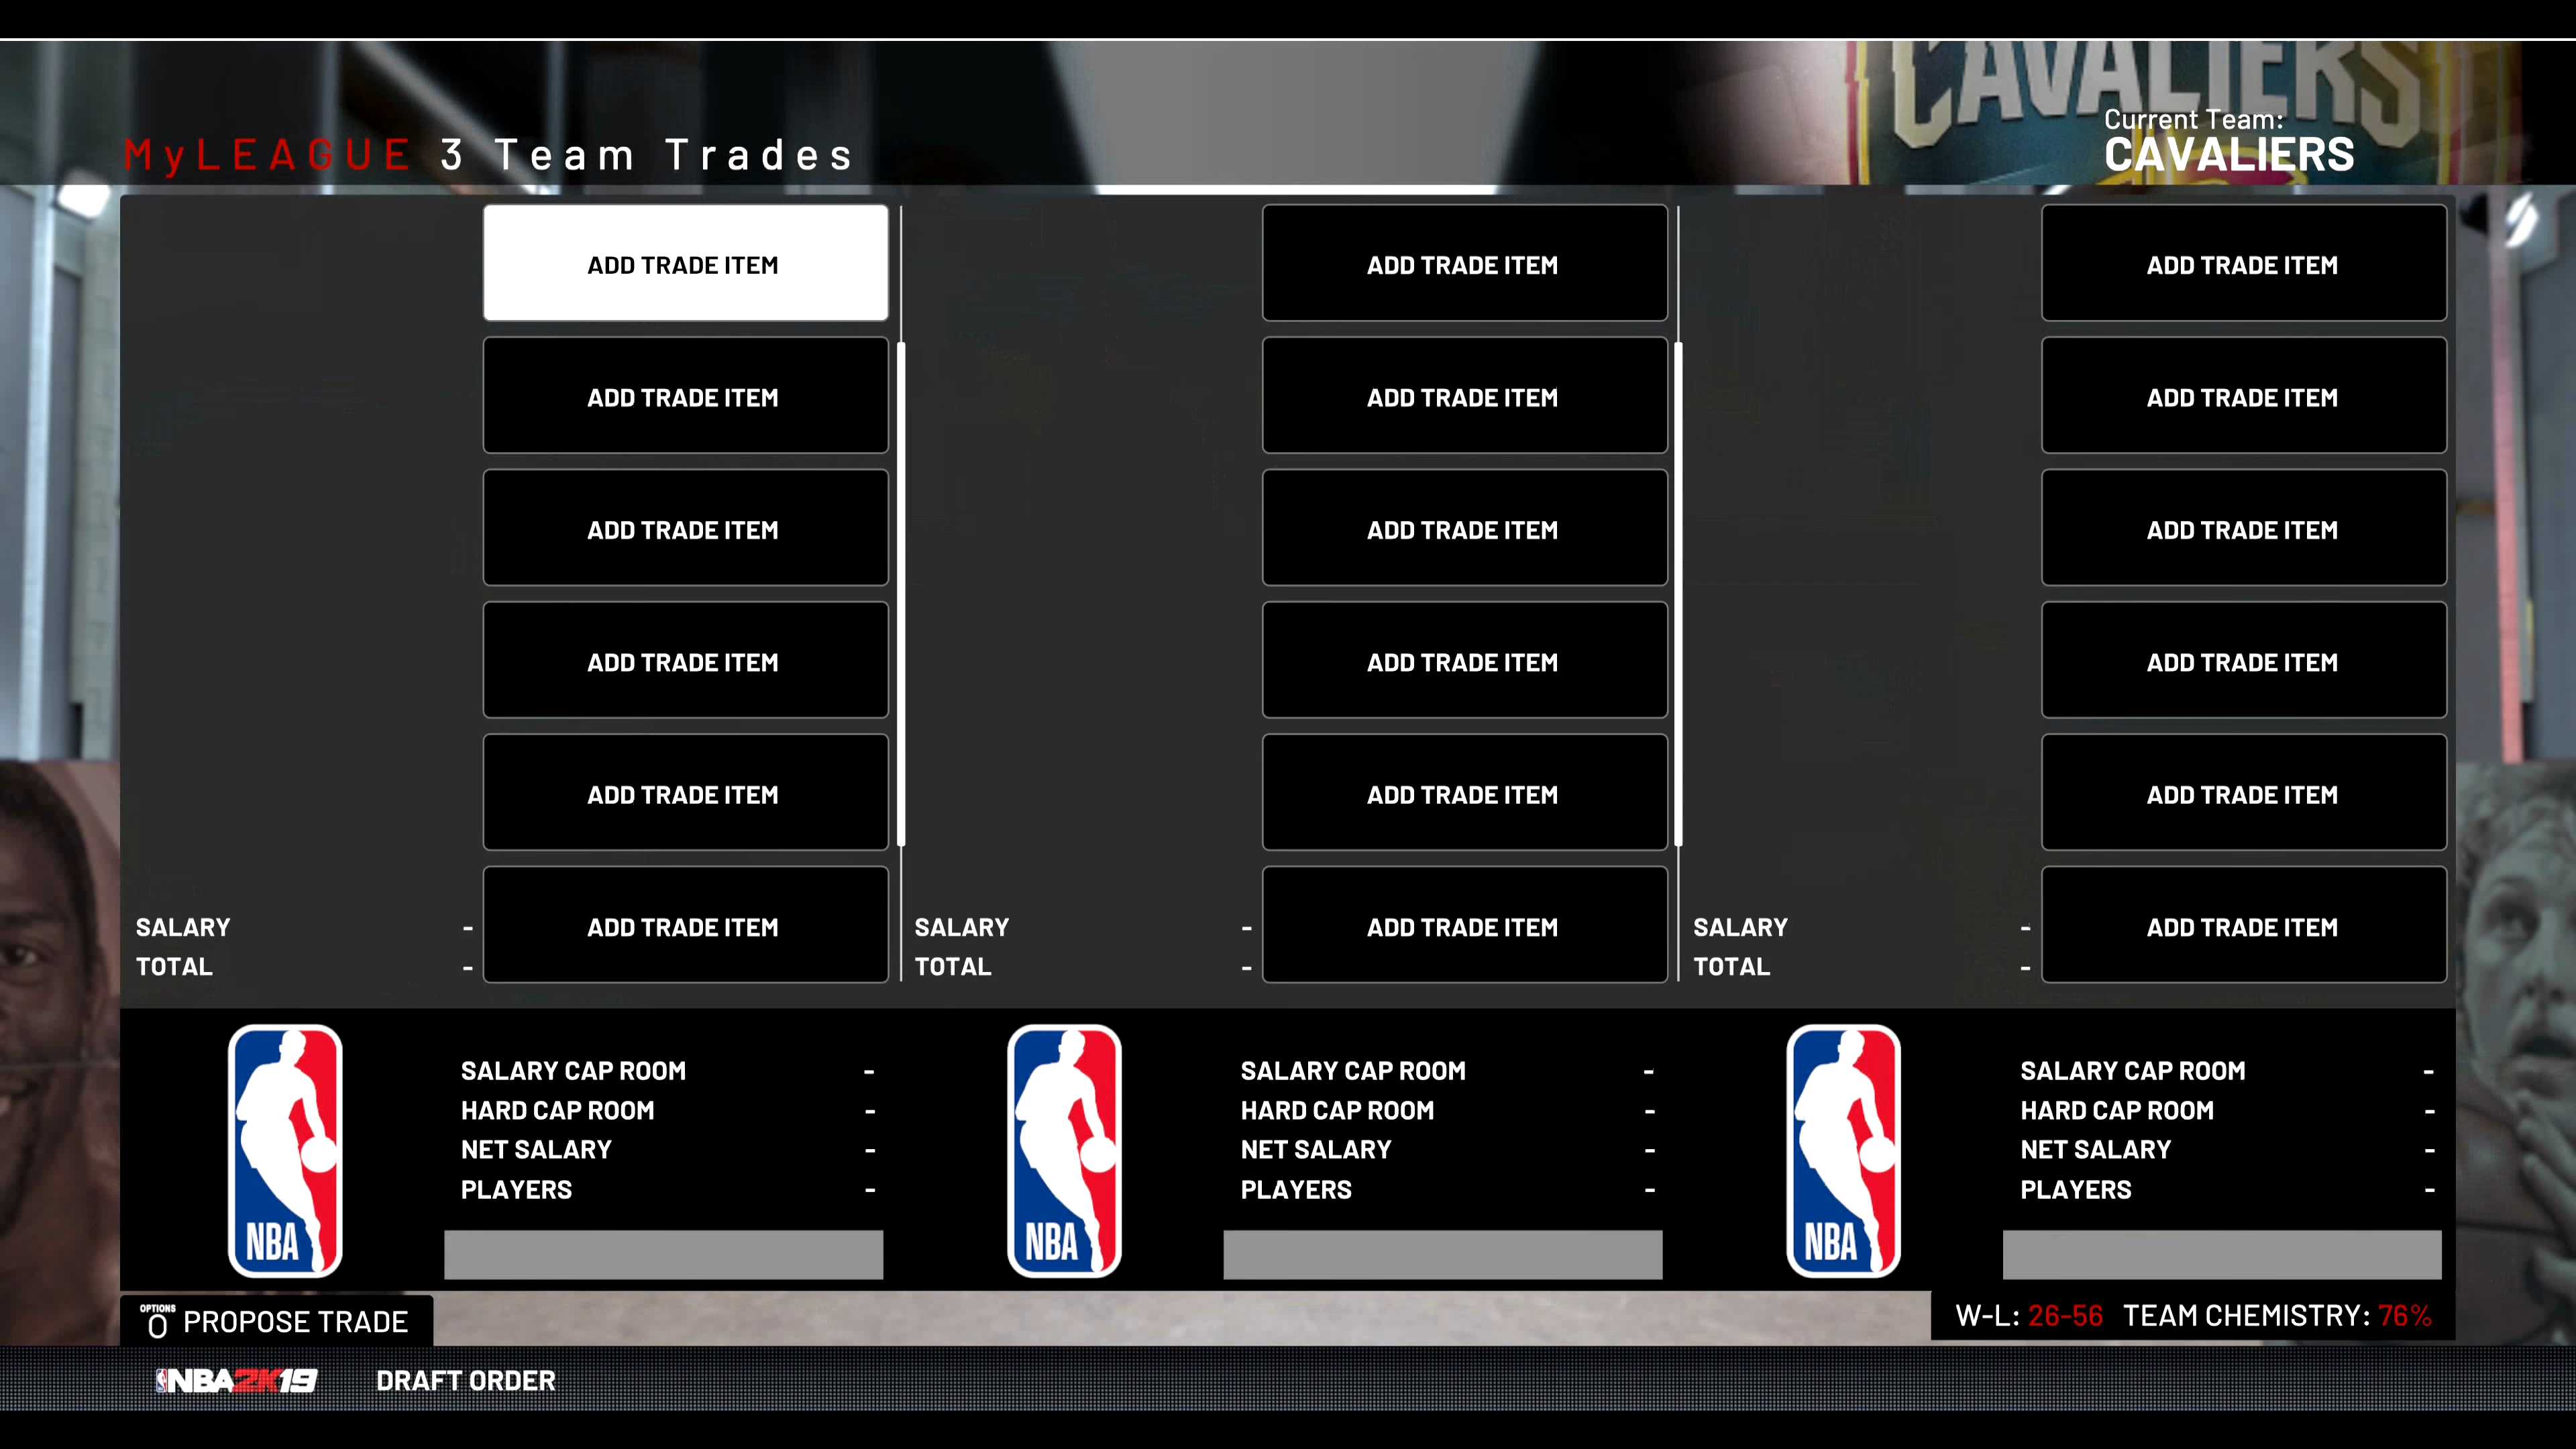 CAVALIERS
Current Team:
CAVALIERS
MyLEAGUE 3 Team Trades
ADD TRADE ITEM ADD TRADE ITEM ADD TRADE ITEM
ADD TRADE ITEM ADD TRADE ITEM ADD TRADE ITEM
ADD TRADE ITEM ADD TRADE ITEM ADD TRADE ITEM
ADD TRADE ITEM ADD TRADE ITEM ADD TRADE ITEM
ADD TRADE ITEM ADD TRADE ITEM ADD TRADE ITEM
SALARY - ADD TRADE ITEM SALARY - ADD TRADE ITEM SALARY - ADD TRADE ITEM
TOTAL - TOTAL - TOTAL -
SALARY CAP ROOM - SALARY CAP ROOM - SALARY CAP ROOM -
HARD CAP ROOM - HARD CAP ROOM - HARD CAP ROOM -
NET SALARY - NET SALARY - NET SALARY -
PLAYERS - PLAYERS - PLAYERS -
NBA NBA NBA
OPTIONS PROPOSE TRADE W-L: 26-56 TEAM CHEMISTRY: 76%
NBA2K19 DRAFT ORDER